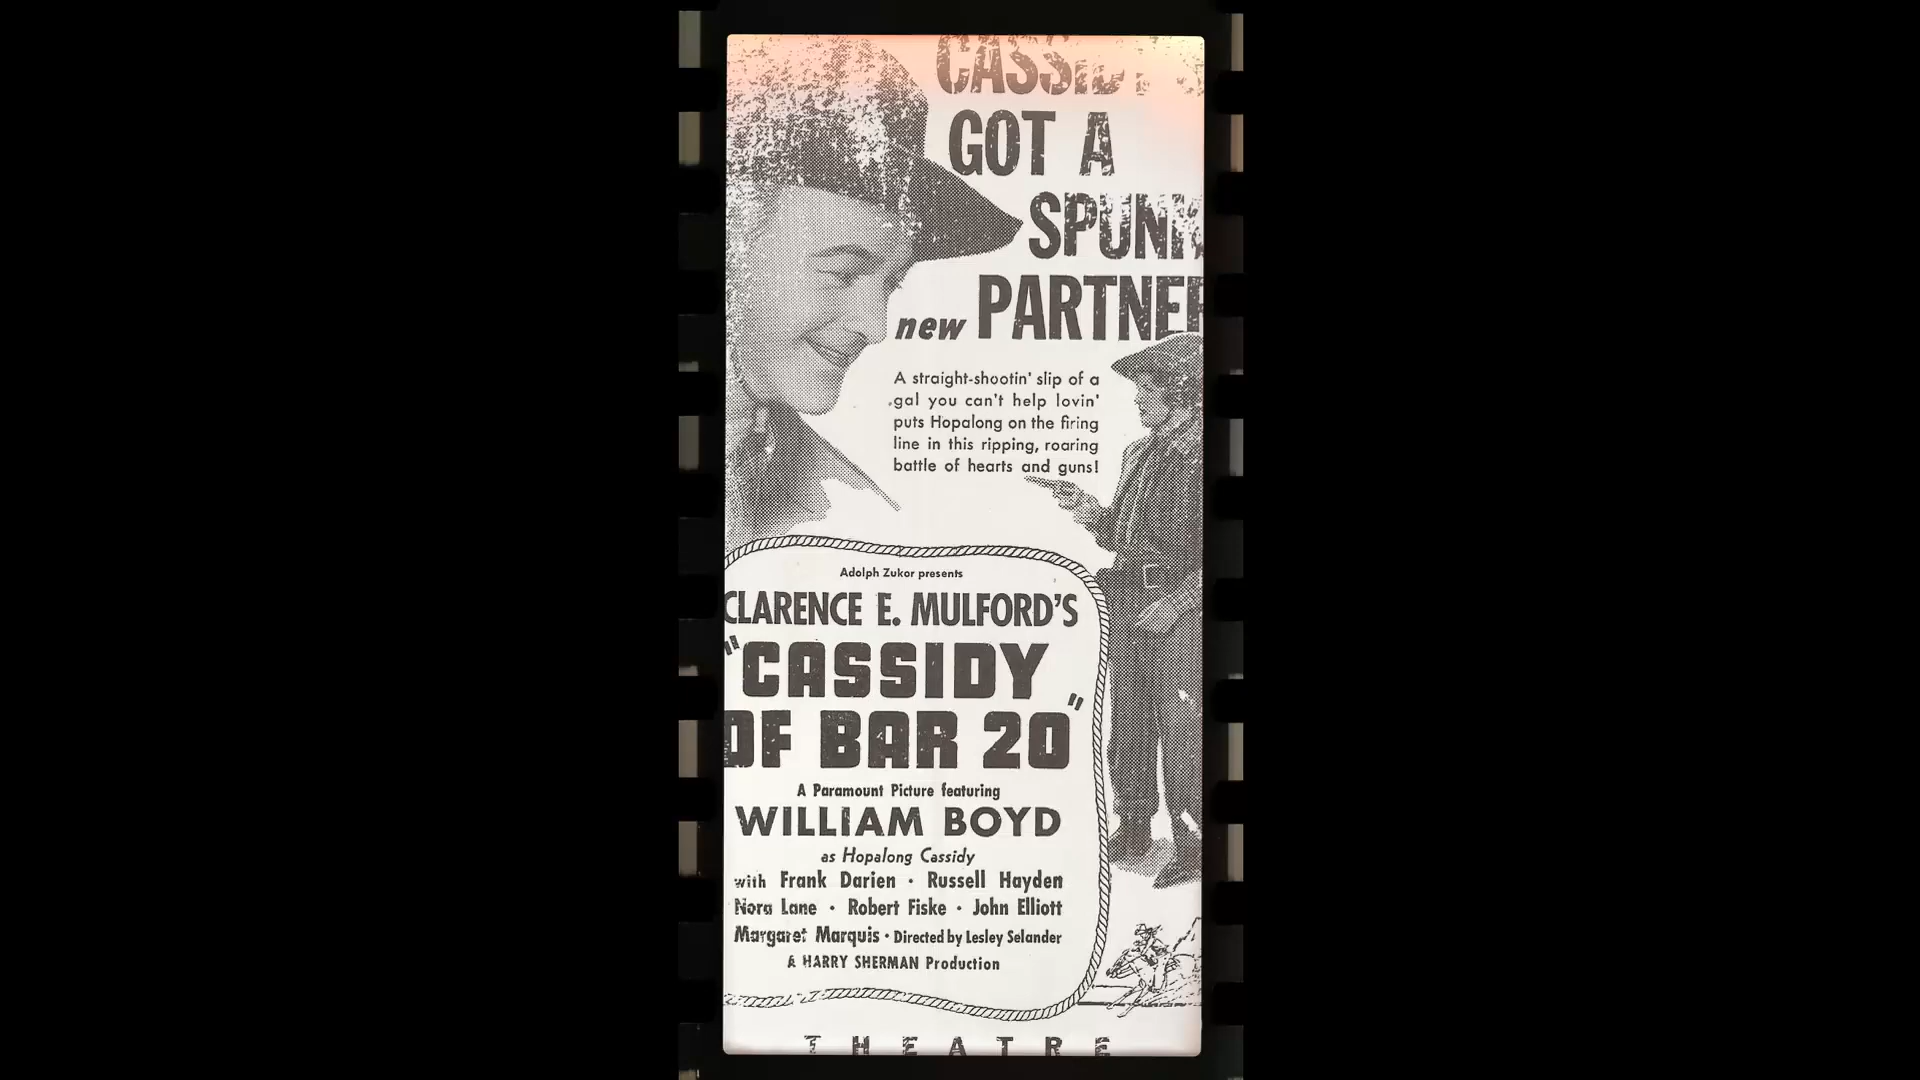 CASSIDY'S
GOT A
SPUNKY
new PARTNER
A straight-shootin' slip of a
gal you can't help lovin'
puts Hopalong on the firing
line in this ripping, roaring
battle of hearts and guns!
Adolph Zukor presents
CLARENCE E. MULFORD'S
"CASSIDY
OF BAR 20"
A Paramount Picture featuring
WILLIAM BOYD
as Hopalong Cassidy
with Frank Darien · Russell Hayden
Nora Lane · Robert Fiske · John Elliott
Margaret Marquis · Directed by Lesley Selander
A HARRY SHERMAN Production
THEATRE